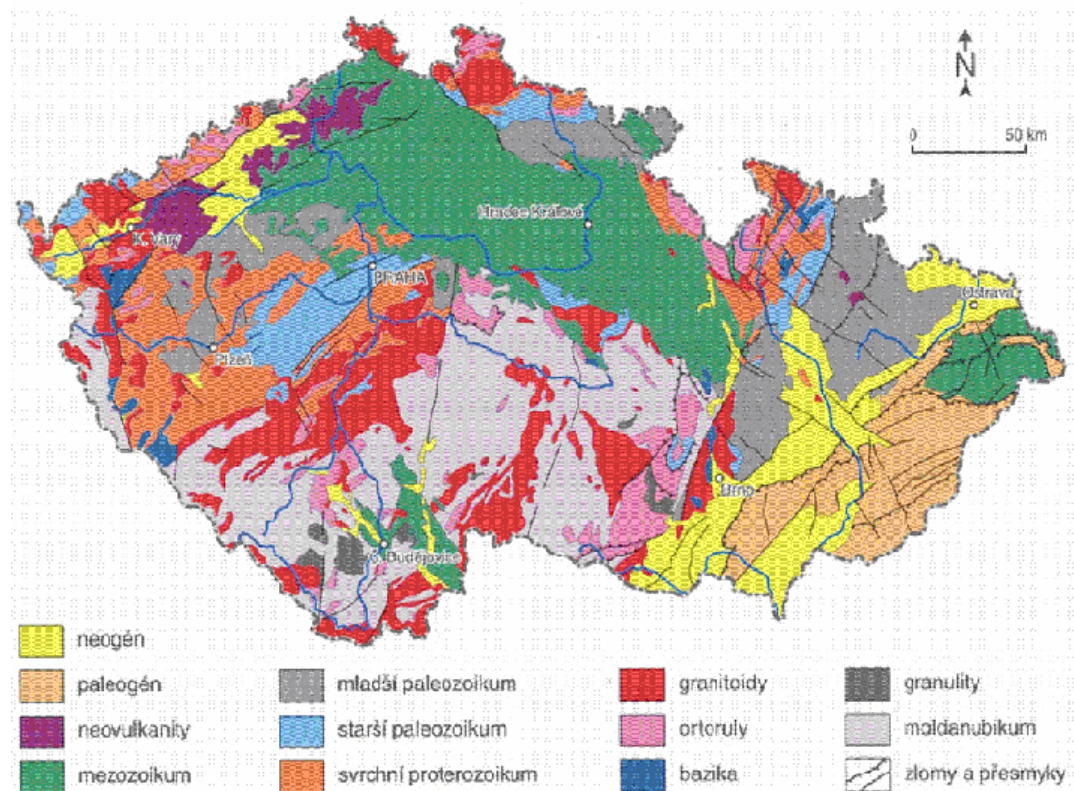 N
0 50 km
Hradec Králové
K. Vary
PRAHA
Ostrava
Plzeň
Brno
Č. Budějovice
neogén
paleogén
mladší paleozoikum
granitoidy
granulity
neovulkanity
starší paleozoikum
ortoruly
moldanubikum
mezozoikum
svrchní proterozoikum
bazika
zlomy a přesmyky